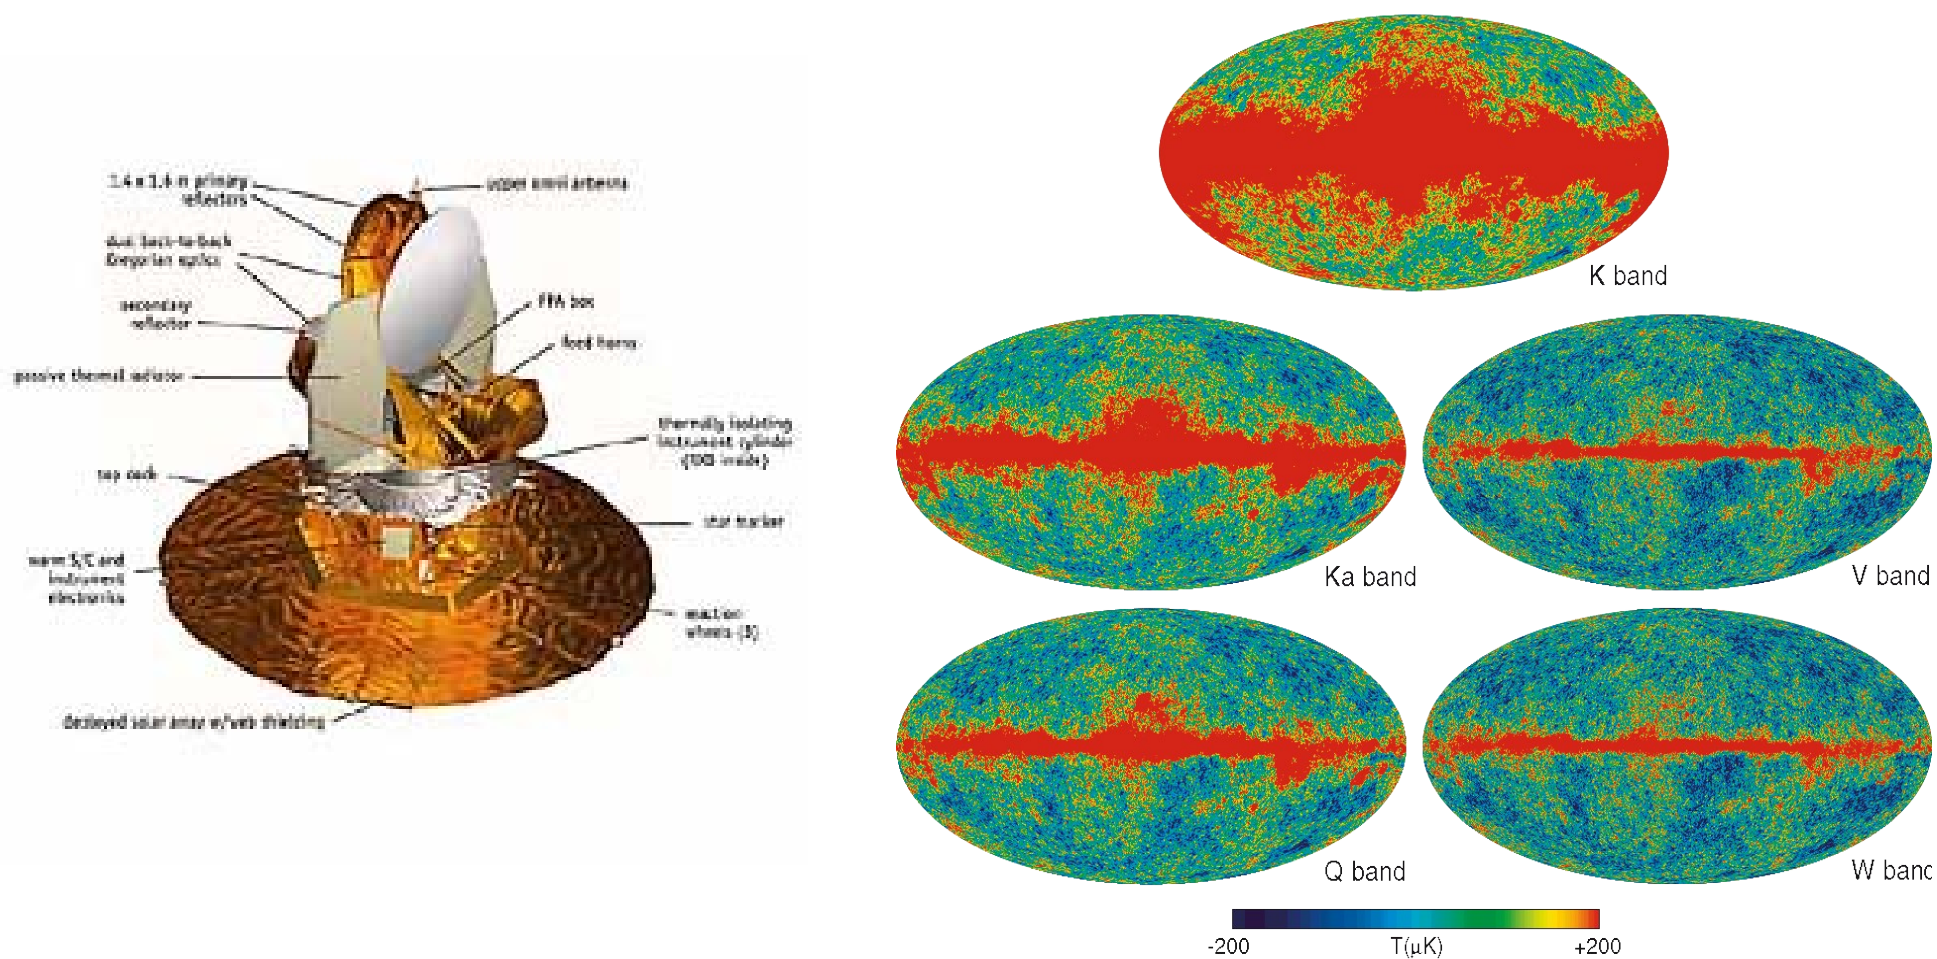 1.4 x 1.6 m primary
reflectors
upper omni antenna
dual back-to-back
Gregorian optics
secondary
reflector
FPA box
feed horns
passive thermal radiator
thermally isolating
instrument cylinder
inside)
top deck
star tracker
warm S/C and
instrument
electronics
reaction
wheels (3)
deployed solar array w/web shielding
K band
Ka band
V band
Q band
W band
-200
T(μK)
+200